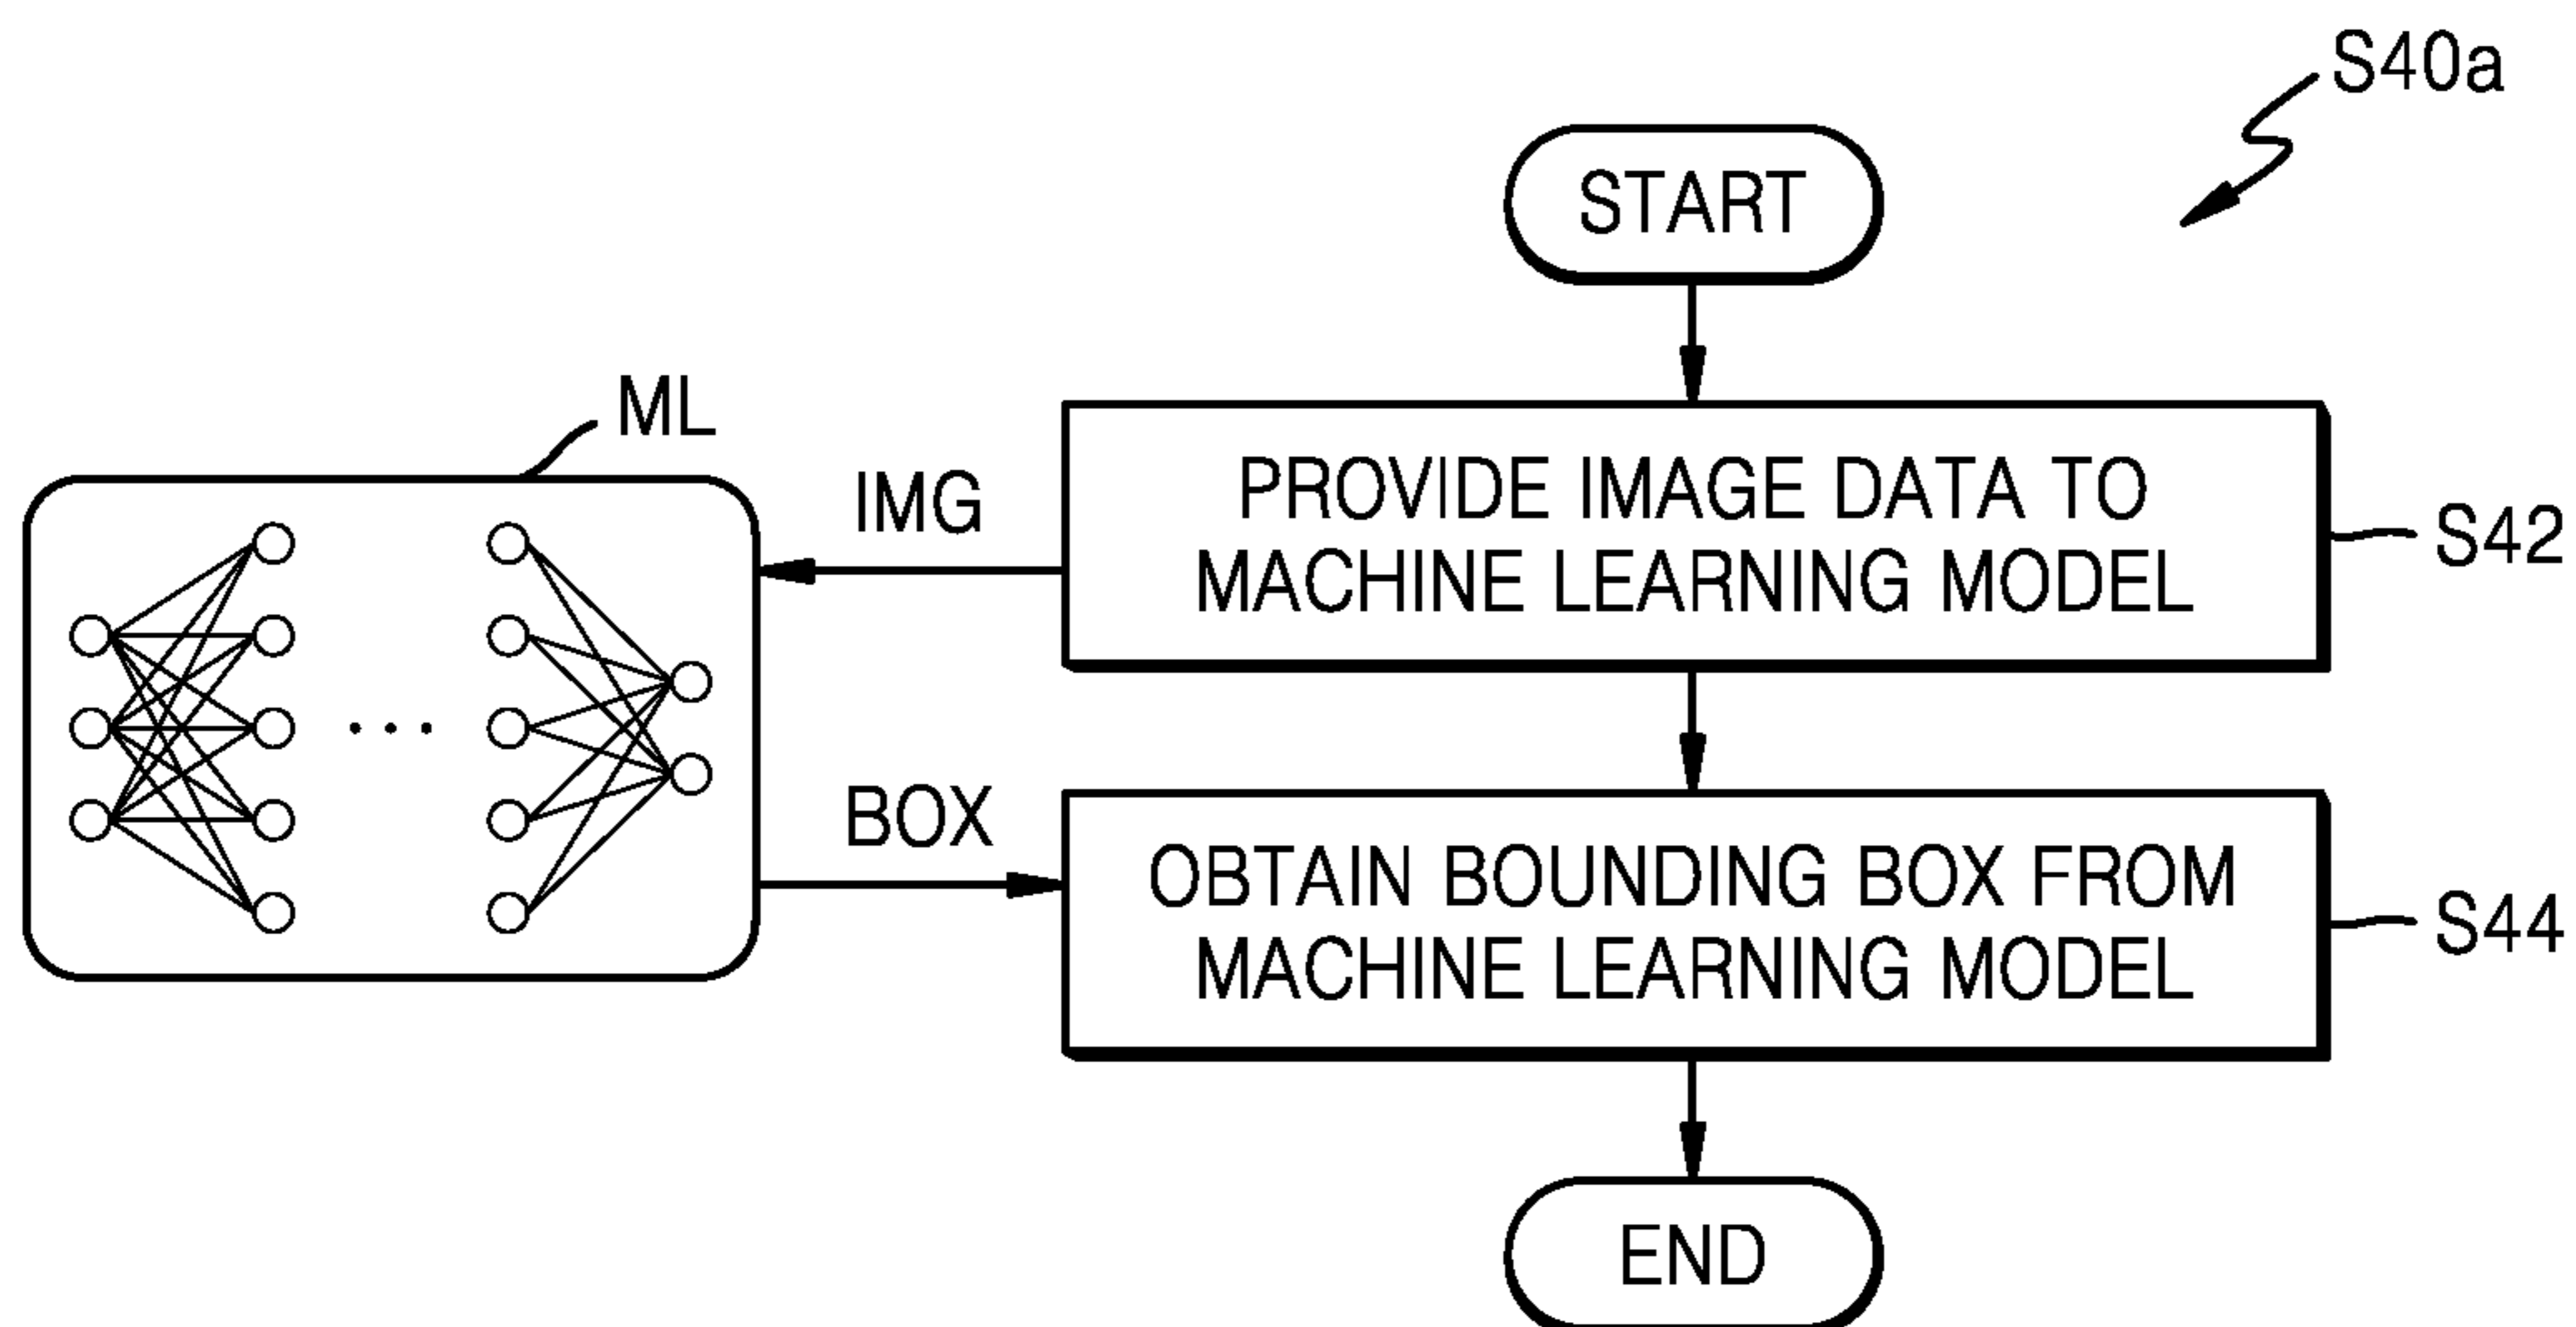 S40a
START
ML
IMG
PROVIDE IMAGE DATA TO
MACHINE LEARNING MODEL
S42
BOX
OBTAIN BOUNDING BOX FROM
MACHINE LEARNING MODEL
S44
END